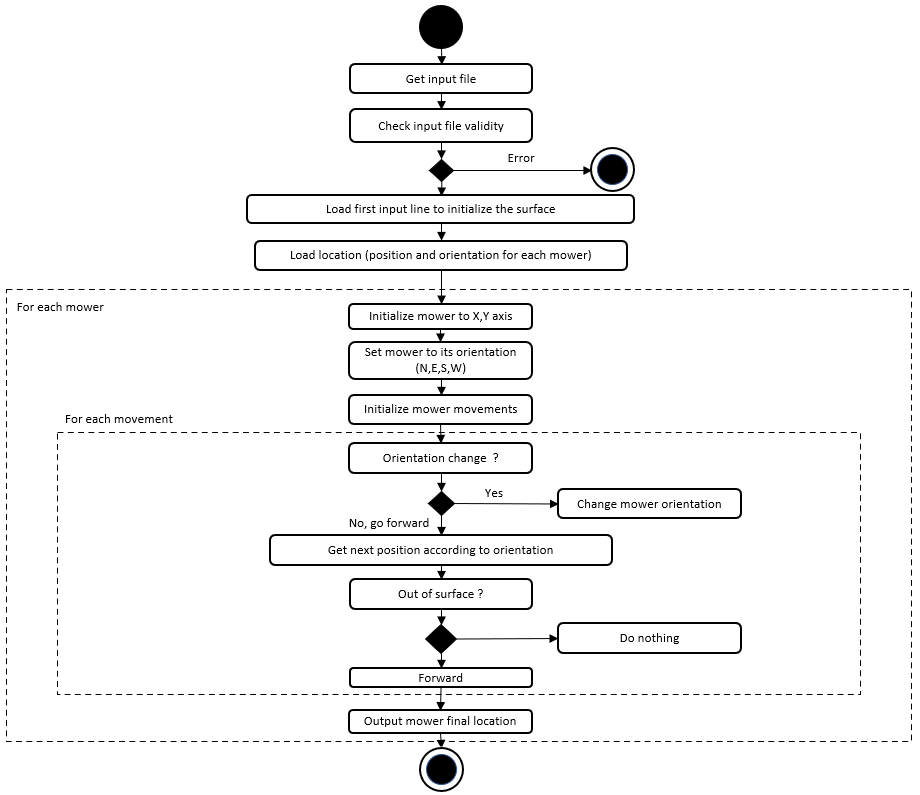 Get input file
Check input file validity
Error
Load first input line to initialize the surface
Load location (position and orientation for each mower)
For each mower
Initialize mower to X,Y axis
Set mower to its orientation
(N,E,S,W)
Initialize mower movements
For each movement
Orientation change ?
Yes
Change mower orientation
No, go forward
Get next position according to orientation
Out of surface ?
Do nothing
Forward
Output mower final location